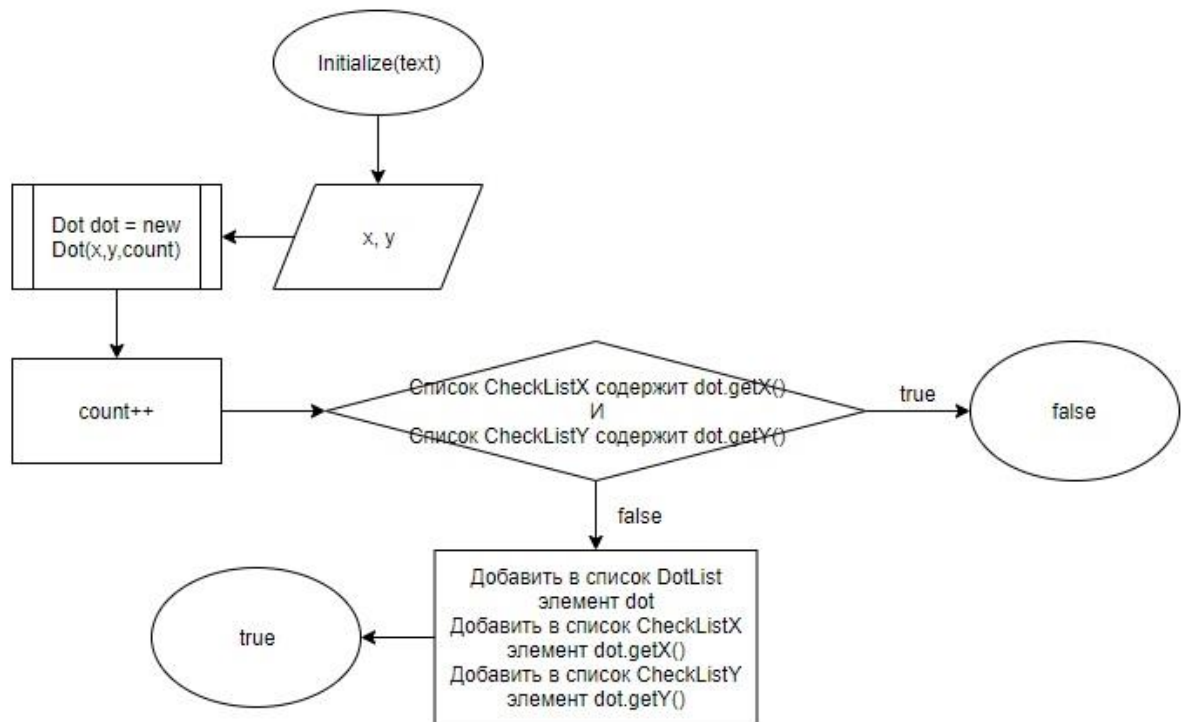 Initialize(text)
x, y
Dot dot = new
Dot(x,y,count)
count++
Список CheckListX содержит dot.getX()
И
Список CheckListY содержит dot.getY()
true
false
false
Добавить в список DotList
элемент dot
Добавить в список CheckListX
элемент dot.getX()
Добавить в список CheckListY
элемент dot.getY()
true